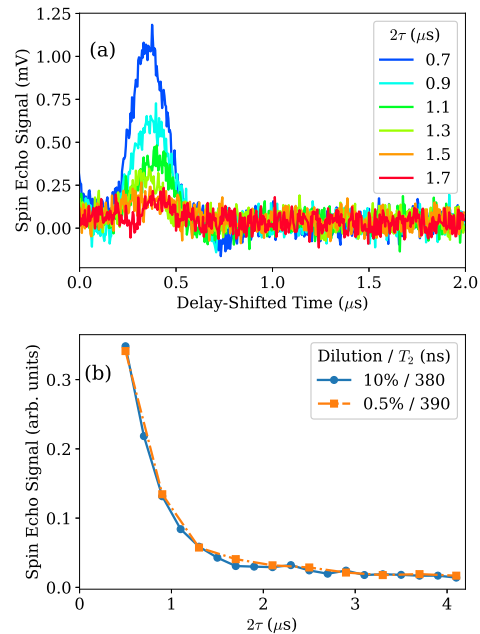 (a)
Spin Echo Signal (mV)
1.25
1.00
0.75
0.50
0.25
0.00
2τ (μs)
0.7
0.9
1.1
1.3
1.5
1.7
0.0
0.5
1.0
1.5
2.0
Delay-Shifted Time (μs)
(b)
Spin Echo Signal (arb. units)
0.3
0.2
0.1
0.0
Dilution / T₂ (ns)
10% / 380
0.5% / 390
0
1
2
3
4
2τ (μs)